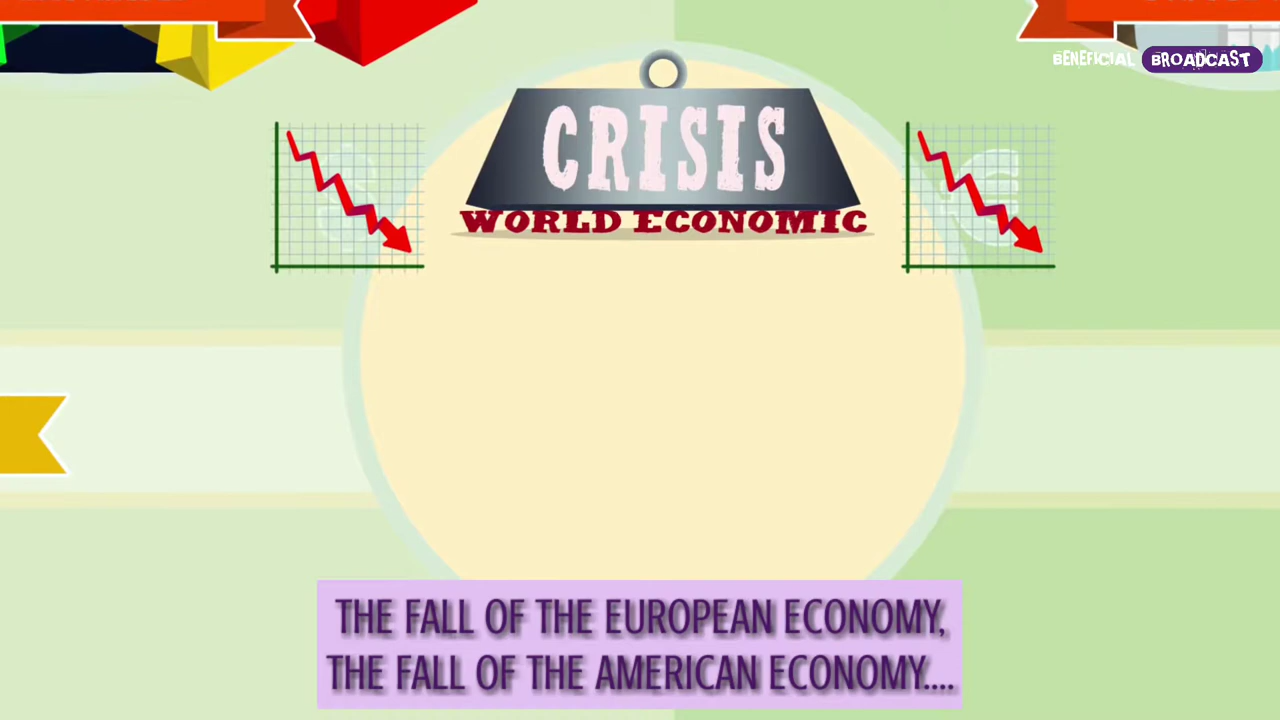 BENEFICIAL BROADCAST
CRISIS
WORLD ECONOMIC
THE FALL OF THE EUROPEAN ECONOMY,
THE FALL OF THE AMERICAN ECONOMY....